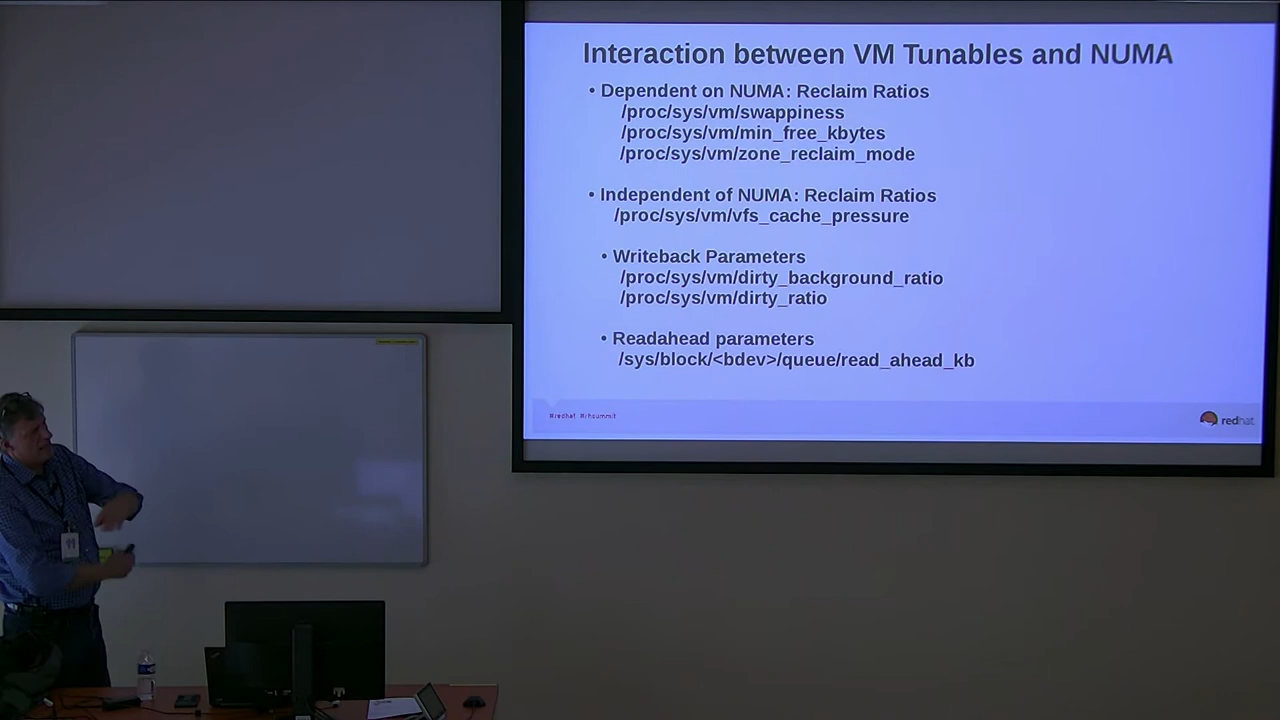 Interaction between VM Tunables and NUMA
• Dependent on NUMA: Reclaim Ratios
/proc/sys/vm/swappiness
/proc/sys/vm/min_free_kbytes
/proc/sys/vm/zone_reclaim_mode
• Independent of NUMA: Reclaim Ratios
/proc/sys/vm/vfs_cache_pressure
• Writeback Parameters
/proc/sys/vm/dirty_background_ratio
/proc/sys/vm/dirty_ratio
• Readahead parameters
/sys/block/<bdev>/queue/read_ahead_kb
#redhat #rhsummit
redhat